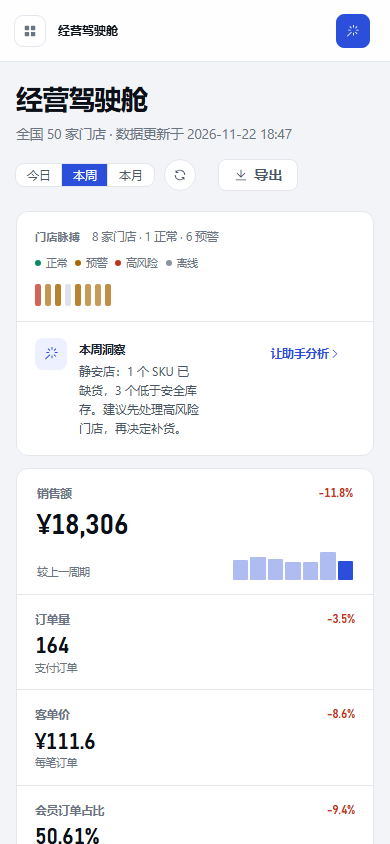 经营驾驶舱
经营驾驶舱
全国 50 家门店 · 数据更新于 2026-11-22 18:47
今日 本周 本月 导出
门店脉搏 8 家门店 · 1 正常 · 6 预警
正常 预警 高风险 离线
本周洞察 让助手分析
静安店：1 个 SKU 已
缺货，3 个低于安全库
存。建议先处理高风险
门店，再决定补货。
销售额 -11.8%
¥18,306
较上一周期
订单量 -3.5%
164
支付订单
客单价 -8.6%
¥111.6
每笔订单
会员订单占比 -9.4%
50.61%